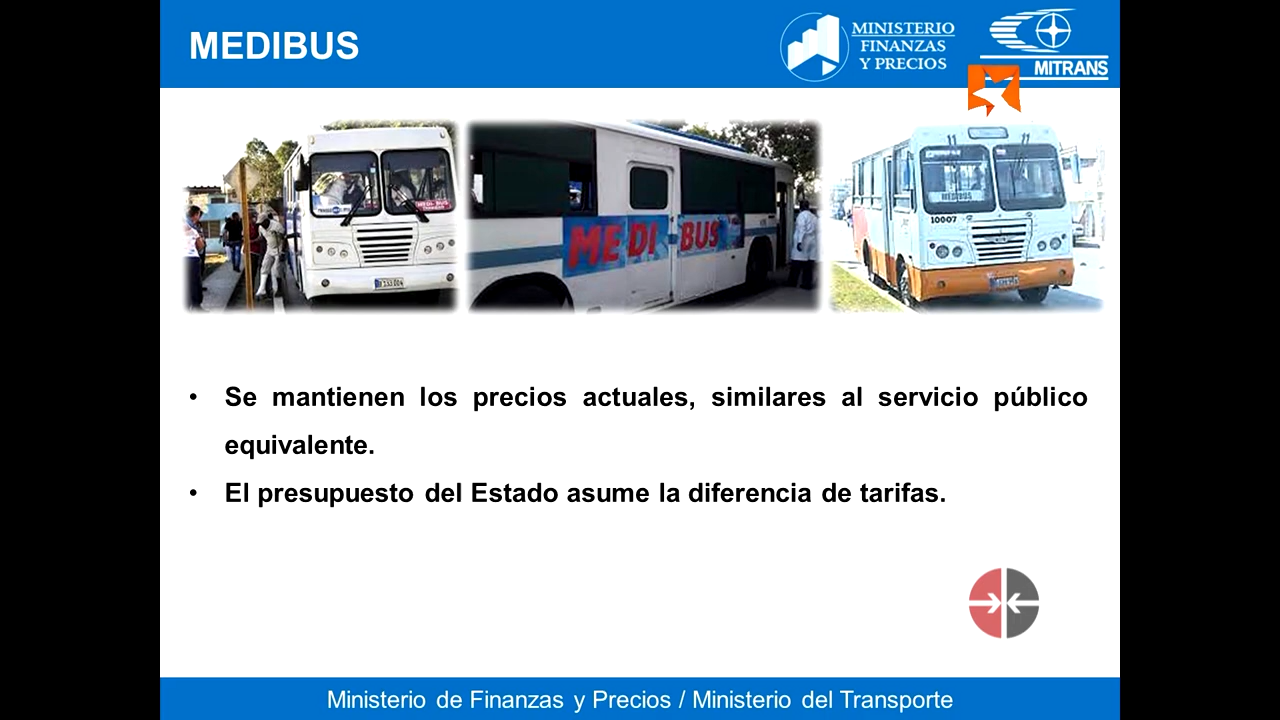 MEDIBUS
MINISTERIO
FINANZAS
Y PRECIOS
MITRANS
MEDI BUS
MEDIBUS
10007
• Se mantienen los precios actuales, similares al servicio público
equivalente.
• El presupuesto del Estado asume la diferencia de tarifas.
Ministerio de Finanzas y Precios / Ministerio del Transporte